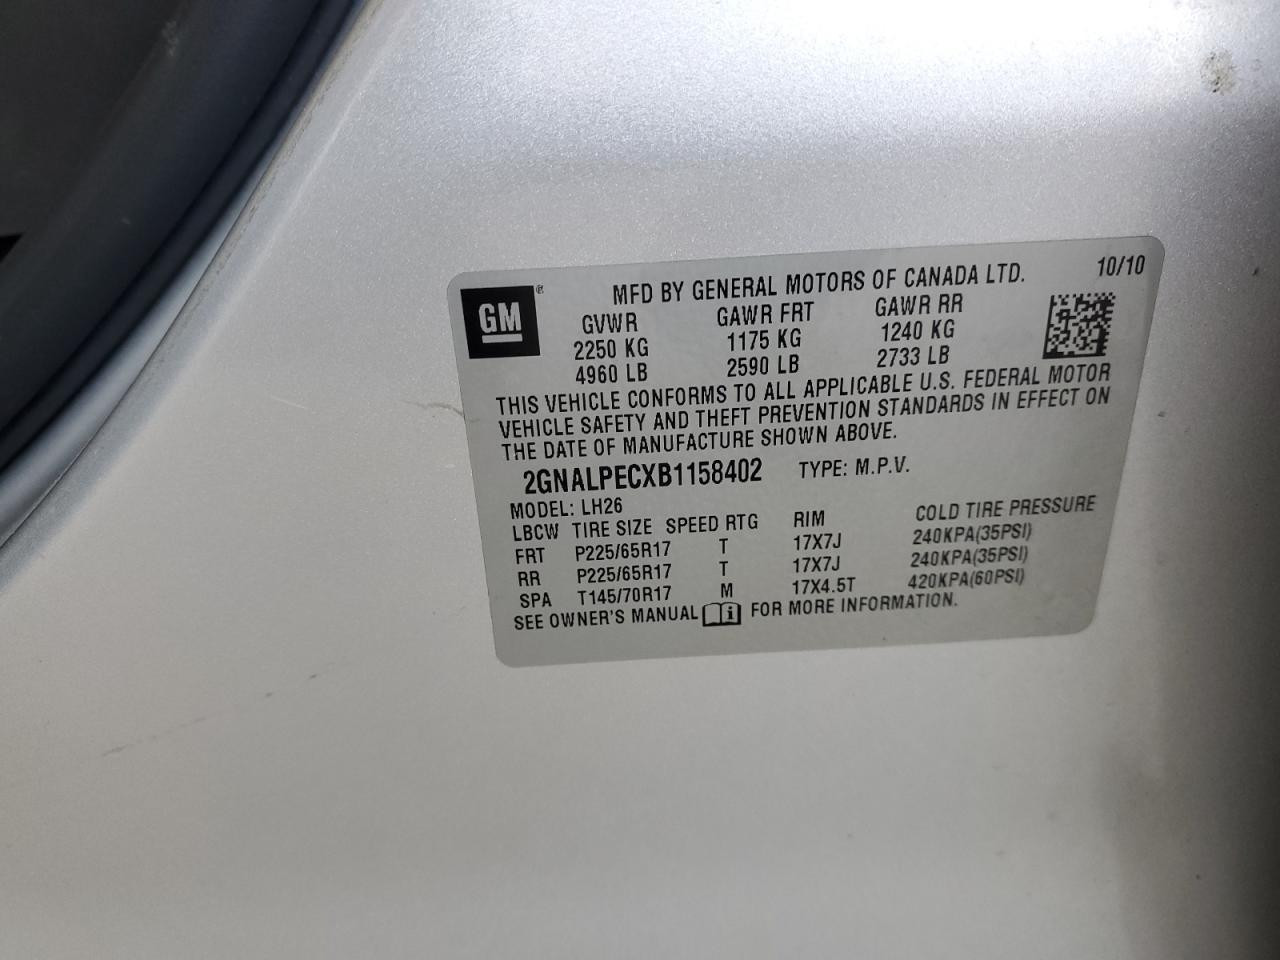 GM®
MFD BY GENERAL MOTORS OF CANADA LTD. 10/10
GVWR GAWR FRT GAWR RR
2250 KG 1175 KG 1240 KG
4960 LB 2590 LB 2733 LB
THIS VEHICLE CONFORMS TO ALL APPLICABLE U.S. FEDERAL MOTOR
VEHICLE SAFETY AND THEFT PREVENTION STANDARDS IN EFFECT ON
THE DATE OF MANUFACTURE SHOWN ABOVE.
2GNALPECXB1158402 TYPE: M.P.V.
MODEL: LH26
LBCW TIRE SIZE SPEED RTG RIM COLD TIRE PRESSURE
FRT P225/65R17 T 17X7J 240KPA(35PSI)
RR P225/65R17 T 17X7J 240KPA(35PSI)
SPA T145/70R17 M 17X4.5T 420KPA(60PSI)
SEE OWNER'S MANUAL i FOR MORE INFORMATION.